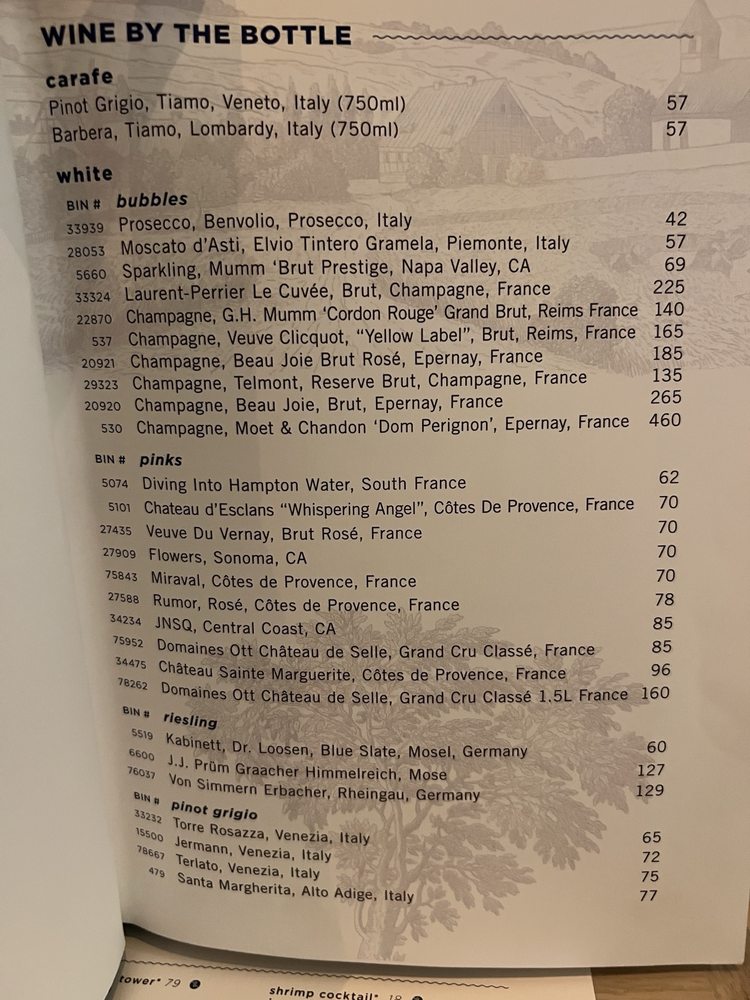 WINE BY THE BOTTLE
carafe
Pinot Grigio, Tiamo, Veneto, Italy (750ml) 57
Barbera, Tiamo, Lombardy, Italy (750ml) 57
white
BIN # bubbles
33939 Prosecco, Benvolio, Prosecco, Italy 42
28053 Moscato d'Asti, Elvio Tintero Gramela, Piemonte, Italy 57
5660 Sparkling, Mumm ‘Brut Prestige, Napa Valley, CA 69
33324 Laurent-Perrier Le Cuvée, Brut, Champagne, France 225
22870 Champagne, G.H. Mumm ‘Cordon Rouge’ Grand Brut, Reims France 140
537 Champagne, Veuve Clicquot, “Yellow Label”, Brut, Reims, France 165
20921 Champagne, Beau Joie Brut Rosé, Epernay, France 185
29323 Champagne, Telmont, Reserve Brut, Champagne, France 135
20920 Champagne, Beau Joie, Brut, Epernay, France 265
530 Champagne, Moet & Chandon ‘Dom Perignon’, Epernay, France 460
BIN # pinks
5074 Diving Into Hampton Water, South France 62
5101 Chateau d'Esclans “Whispering Angel”, Côtes De Provence, France 70
27435 Veuve Du Vernay, Brut Rosé, France 70
27909 Flowers, Sonoma, CA 70
75843 Miraval, Côtes de Provence, France 70
27588 Rumor, Rosé, Côtes de Provence, France 78
34234 JNSQ, Central Coast, CA 85
75952 Domaines Ott Château de Selle, Grand Cru Classé, France 85
34475 Château Sainte Marguerite, Côtes de Provence, France 96
78262 Domaines Ott Château de Selle, Grand Cru Classé 1.5L France 160
BIN # riesling
5519 Kabinett, Dr. Loosen, Blue Slate, Mosel, Germany 60
6600 J.J. Prüm Graacher Himmelreich, Mose 127
76037 Von Simmern Erbacher, Rheingau, Germany 129
BIN # pinot grigio
33232 Torre Rosazza, Venezia, Italy 65
15500 Jermann, Venezia, Italy 72
78667 Terlato, Venezia, Italy 75
479 Santa Margherita, Alto Adige, Italy 77
tower* 79
shrimp cocktail* 18